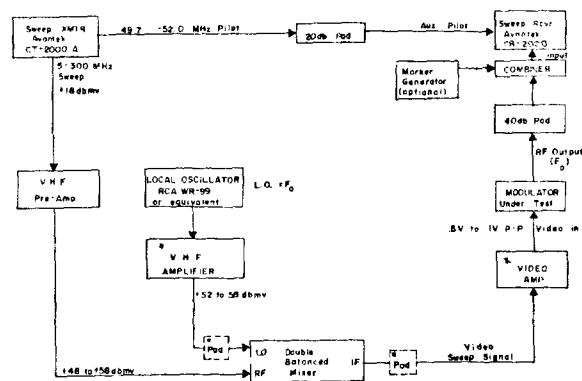 Sweep XMTR
Avantek
CT-2000 A
49.7 -52.0 MHz Pilot
20db Pad
Aux Pilot
Sweep Rcvr
Avantek
CR-2000
input
COMBINER
Marker
Generator
(optional)
40db Pad
5-300 MHz
Sweep
+18dbmv
RF Output
(Fo)
V.H.F
Pre-Amp
LOCAL OSCILLATOR
RCA WR-99
or equivalent
L.O. = Fo
MODULATOR
Under Test
.8V to 1V P-P Video in
* V H F
AMPLIFIER
* VIDEO
AMP
+52 to 58 dbmv
* Pad
LO Double IF
Balanced
RF Mixer
* Pad
Video
Sweep Signal
+48 to +58 dbmv